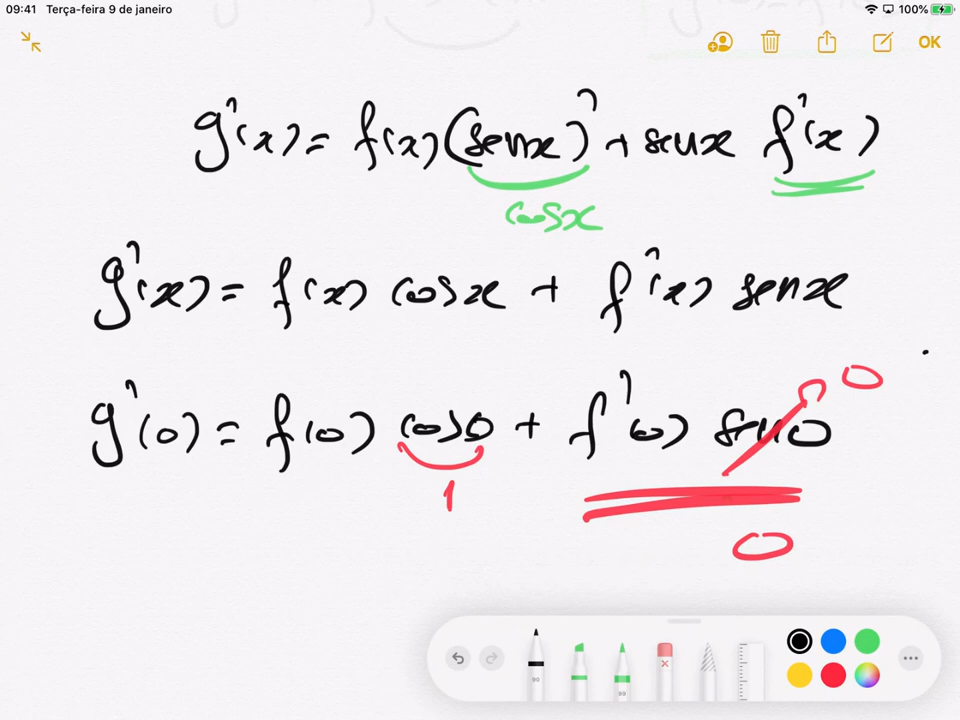 09:41 Terça-feira 9 de janeiro 100%
OK
g'(x) = f(x) (senx)' + senx f'(x)
cosx
g'(x) = f(x) cosx + f'(x) senx
0
g'(0) = f(0) cos0 + f'(0) sen0
1
0